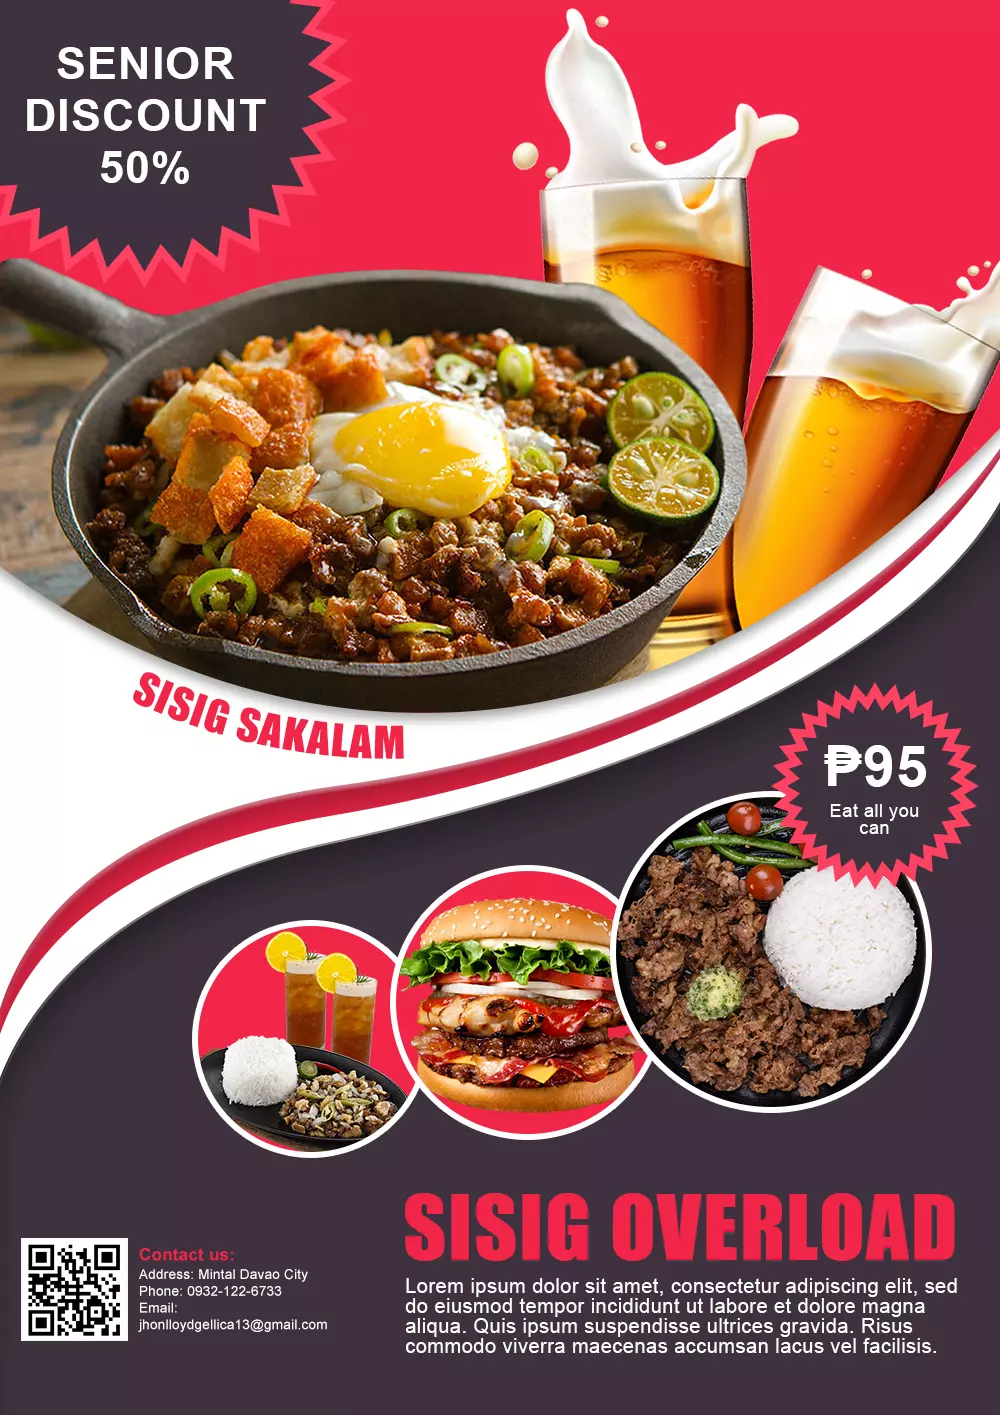 SENIOR
DISCOUNT
50%
SISIG SAKALAM
₱95
Eat all you
can
SISIG OVERLOAD
Lorem ipsum dolor sit amet, consectetur adipiscing elit, sed
do eiusmod tempor incididunt ut labore et dolore magna
aliqua. Quis ipsum suspendisse ultrices gravida. Risus
commodo viverra maecenas accumsan lacus vel facilisis.
Contact us:
Address: Mintal Davao City
Phone: 0932-122-6733
Email:
jhonlloydgellica13@gmail.com